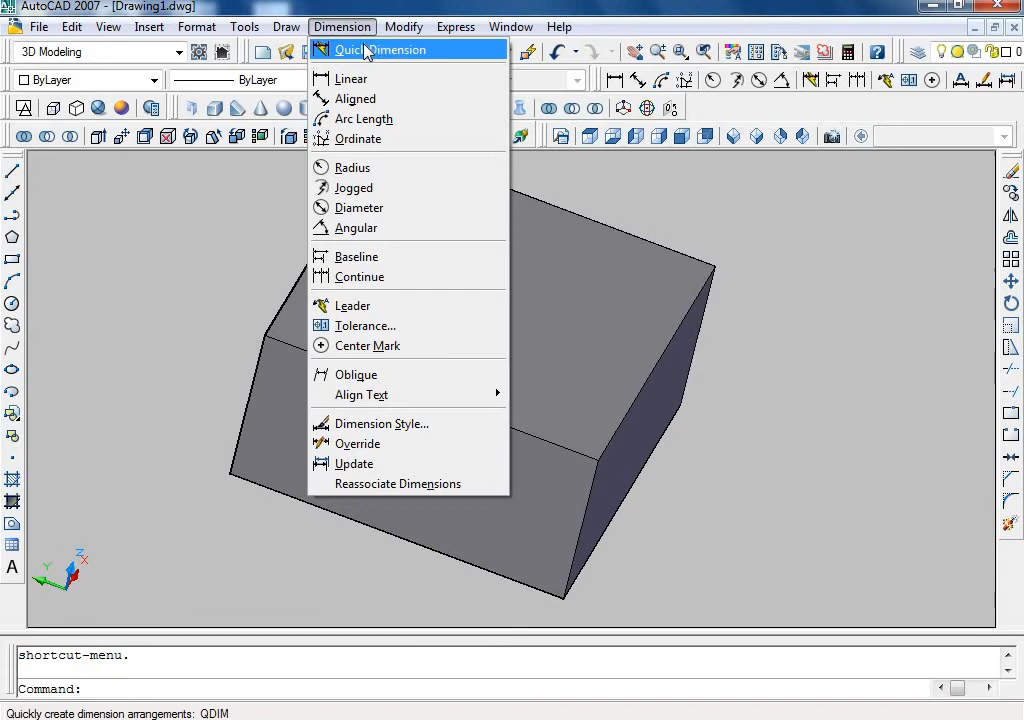 AutoCAD 2007 - [Drawing1.dwg]
File Edit View Insert Format Tools Draw Dimension Modify Express Window Help
3D Modeling
ByLayer
ByLayer
Quick Dimension
Linear
Aligned
Arc Length
Ordinate
Radius
Jogged
Diameter
Angular
Baseline
Continue
Leader
Tolerance...
Center Mark
Oblique
Align Text
Dimension Style...
Override
Update
Reassociate Dimensions
A
Z
X
Y
shortcut-menu.
Command:
Quickly create dimension arrangements: QDIM